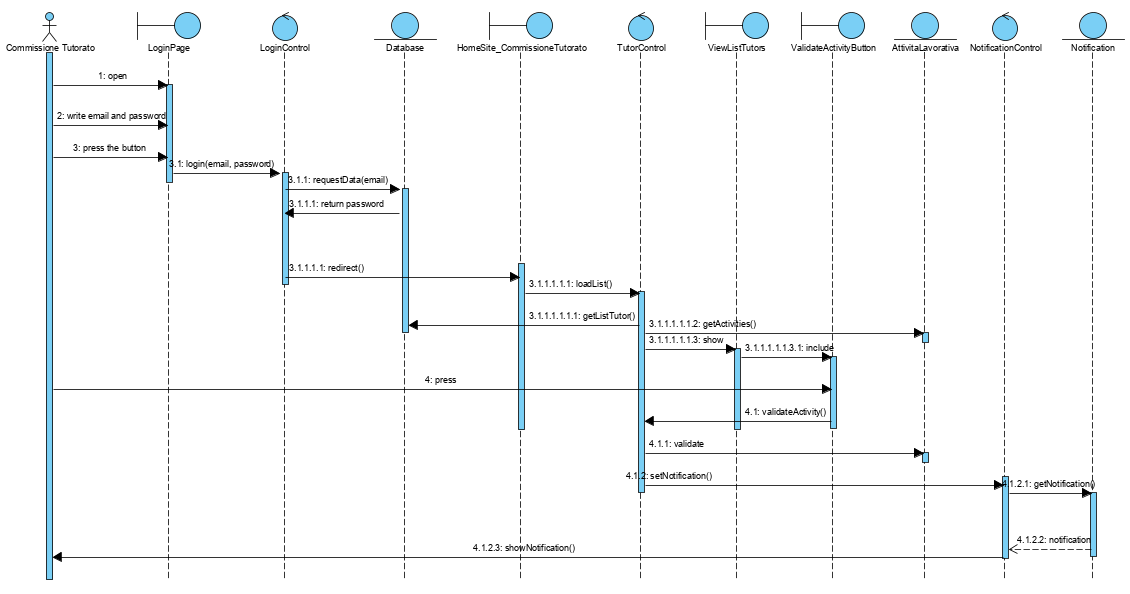 Commissione Tutorato
LoginPage
LoginControl
Database
HomeSite_CommissioneTutorato
TutorControl
ViewListTutors
ValidateActivityButton
AttivitaLavorativa
NotificationControl
Notification
1: open
2: write email and password
3: press the button
3.1: login(email, password)
3.1.1: requestData(email)
3.1.1.1: return password
3.1.1.1.1: redirect()
3.1.1.1.1.1: loadList()
3.1.1.1.1.1.1: getListTutor()
3.1.1.1.1.1.2: getActivities()
3.1.1.1.1.1.3: show
3.1.1.1.1.1.3.1: include
4: press
4.1: validateActivity()
4.1.1: validate
4.1.2: setNotification()
4.1.2.1: getNotification()
4.1.2.2: notification
4.1.2.3: showNotification()